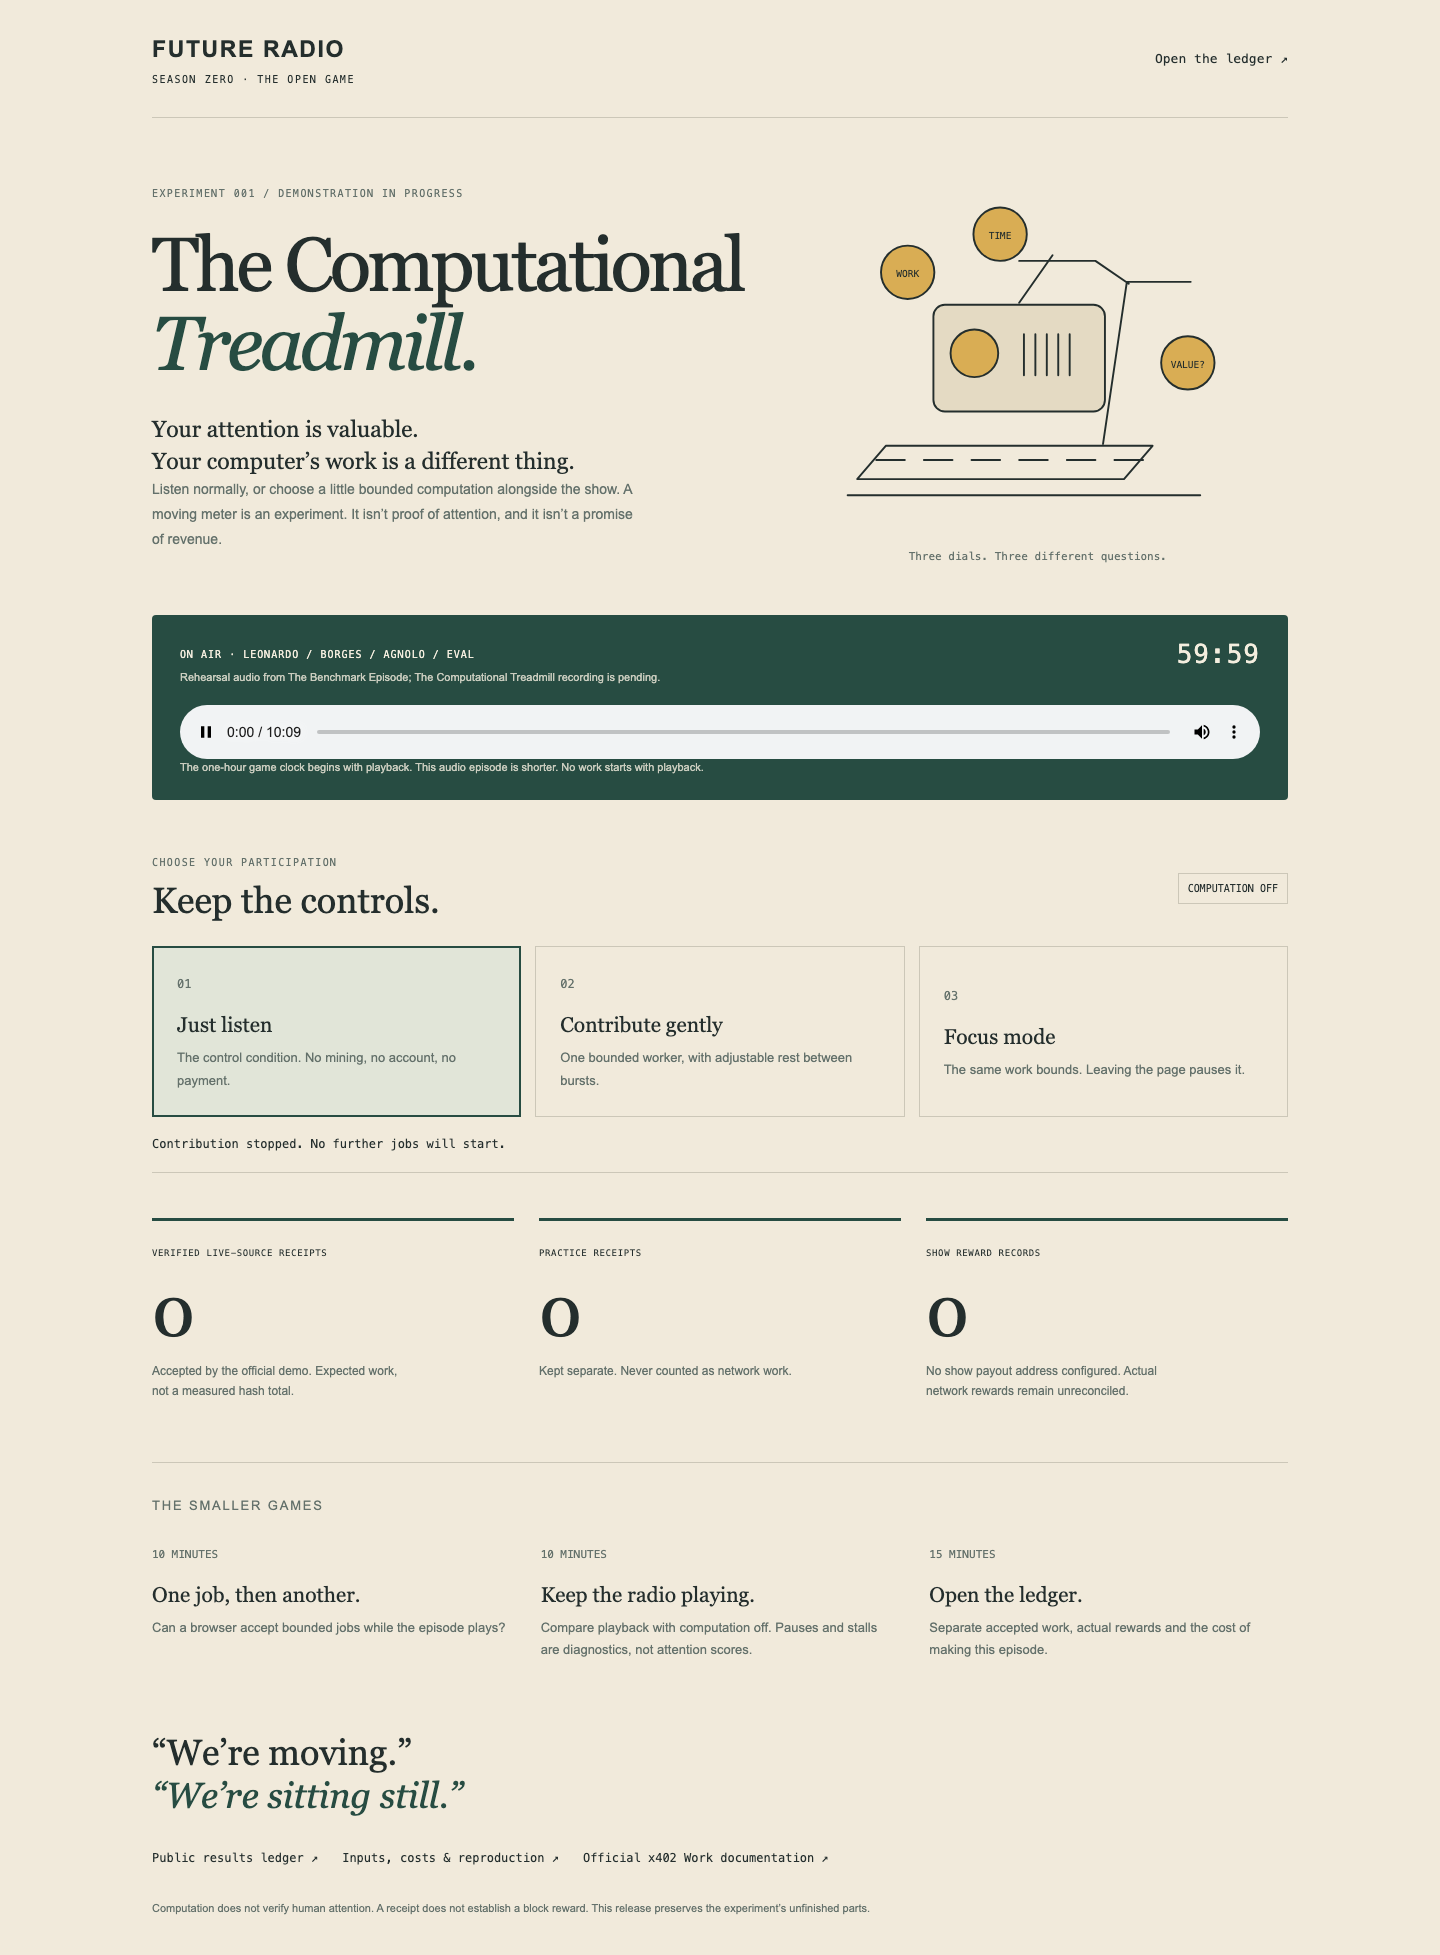 FUTURE RADIO
SEASON ZERO · THE OPEN GAME
Open the ledger ↗
EXPERIMENT 001 / DEMONSTRATION IN PROGRESS
The Computational
Treadmill.
Your attention is valuable.
Your computer’s work is a different thing.
Listen normally, or choose a little bounded computation alongside the show. A
moving meter is an experiment. It isn’t proof of attention, and it isn’t a promise
of revenue.
TIME
WORK
VALUE?
Three dials. Three different questions.
ON AIR · LEONARDO / BORGES / AGNOLO / EVAL
59:59
Rehearsal audio from The Benchmark Episode; The Computational Treadmill recording is pending.
0:00 / 10:09
The one-hour game clock begins with playback. This audio episode is shorter. No work starts with playback.
CHOOSE YOUR PARTICIPATION
Keep the controls.
COMPUTATION OFF
01
Just listen
The control condition. No mining, no account, no
payment.
02
Contribute gently
One bounded worker, with adjustable rest between
bursts.
03
Focus mode
The same work bounds. Leaving the page pauses it.
Contribution stopped. No further jobs will start.
VERIFIED LIVE-SOURCE RECEIPTS
0
Accepted by the official demo. Expected work,
not a measured hash total.
PRACTICE RECEIPTS
0
Kept separate. Never counted as network work.
SHOW REWARD RECORDS
0
No show payout address configured. Actual
network rewards remain unreconciled.
THE SMALLER GAMES
10 MINUTES
One job, then another.
Can a browser accept bounded jobs while the episode plays?
10 MINUTES
Keep the radio playing.
Compare playback with computation off. Pauses and stalls
are diagnostics, not attention scores.
15 MINUTES
Open the ledger.
Separate accepted work, actual rewards and the cost of
making this episode.
“We’re moving.”
“We’re sitting still.”
Public results ledger ↗ Inputs, costs & reproduction ↗ Official x402 Work documentation ↗
Computation does not verify human attention. A receipt does not establish a block reward. This release preserves the experiment’s unfinished parts.